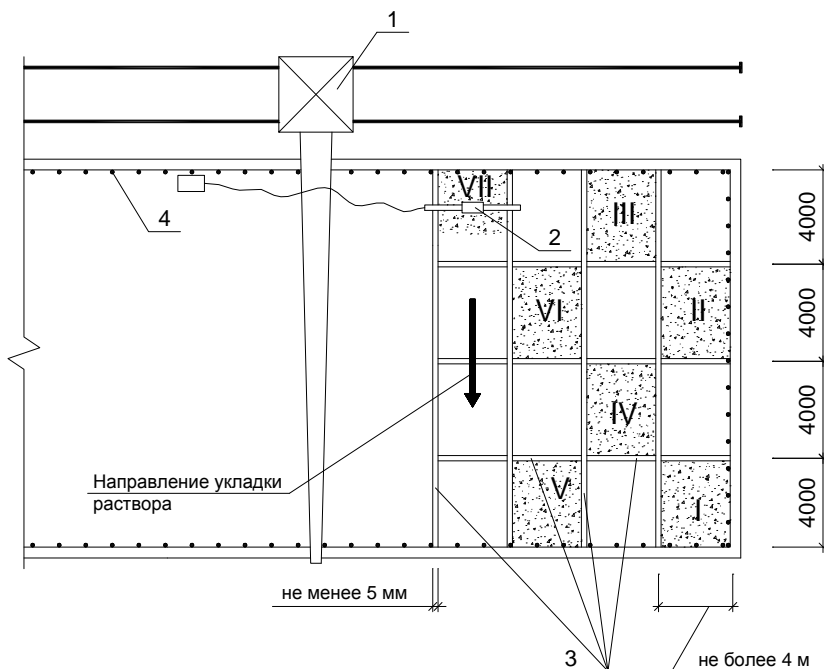 1
VII
III
4
2
4000
VI
II
4000
IV
4000
Направление укладки
раствора
V
I
4000
не менее 5 мм
3
не более 4 м